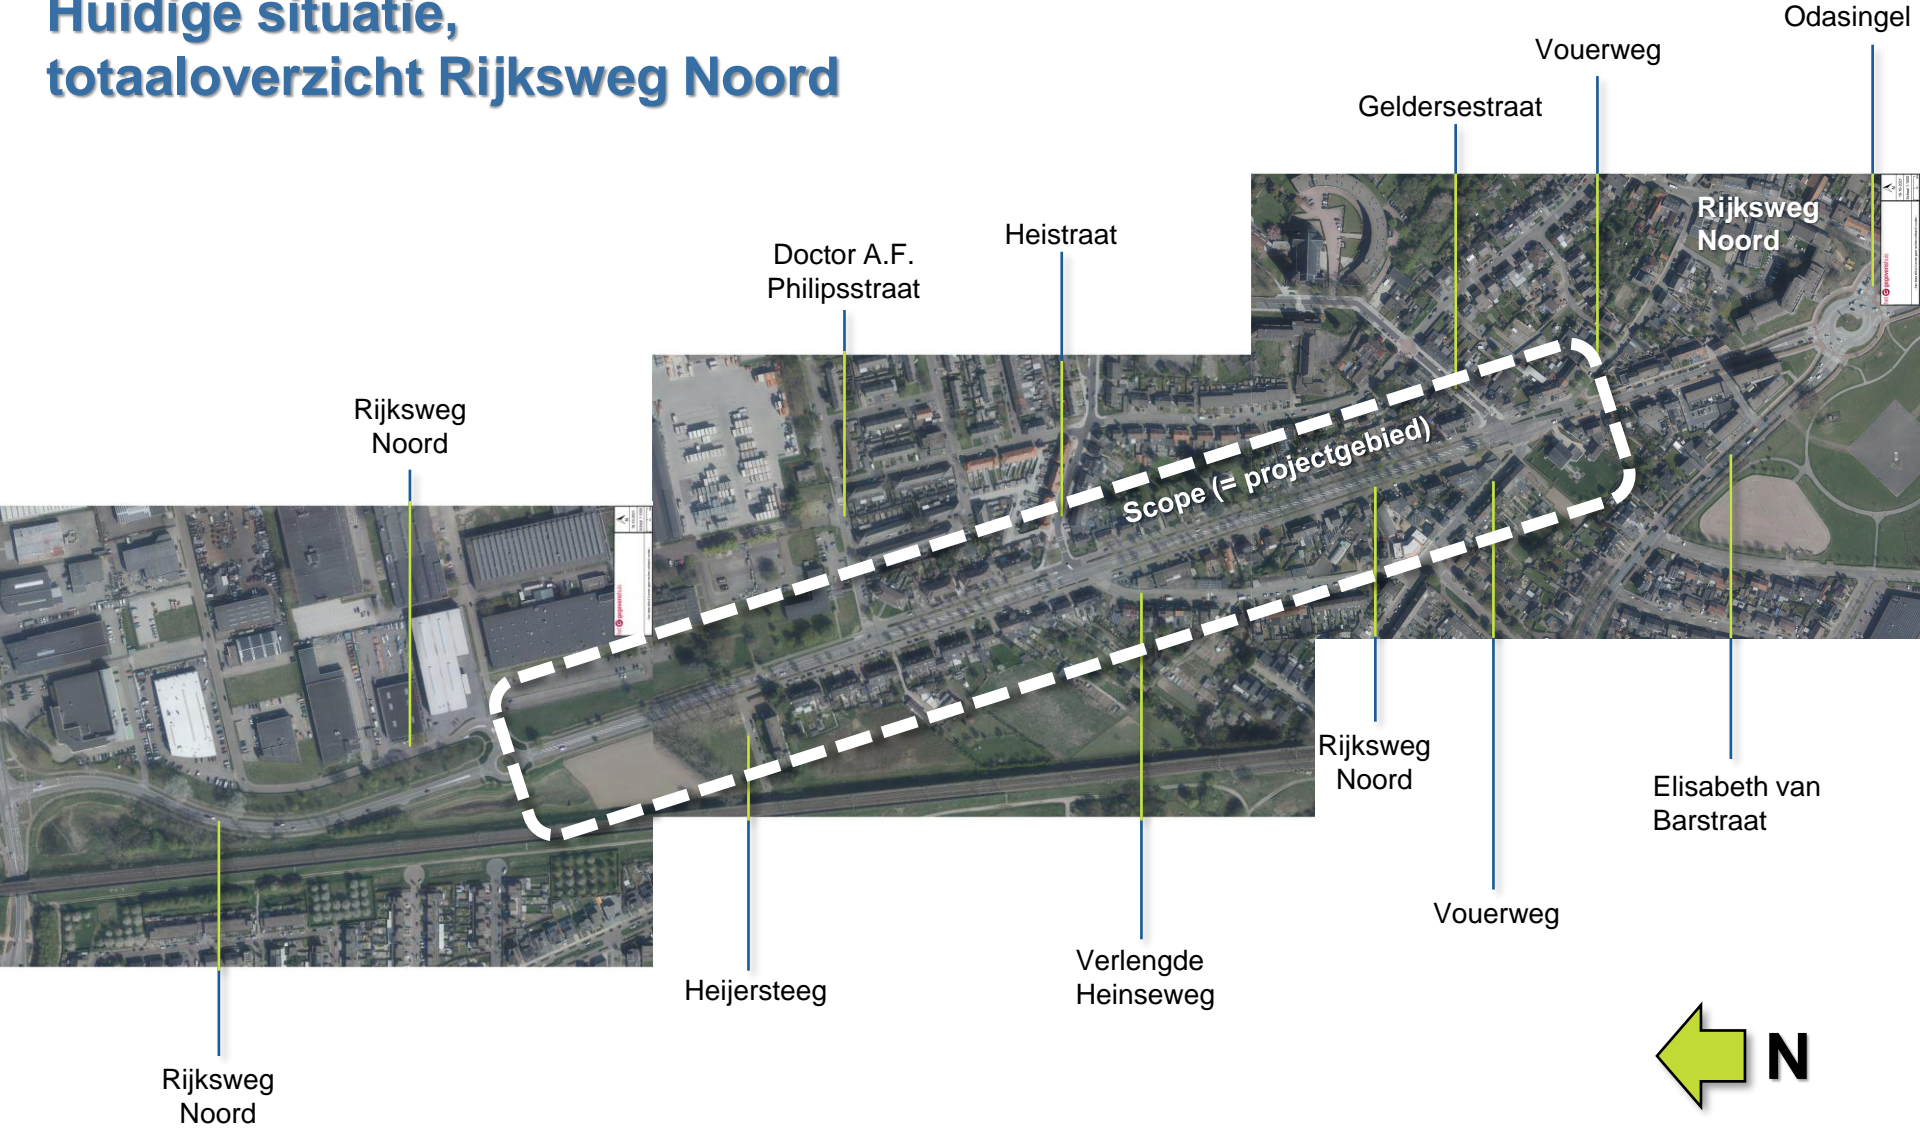 Huidige situatie,
totaaloverzicht Rijksweg Noord
Odasingel
Vouerweg
Geldersestraat
Rijksweg
Noord
Heistraat
Doctor A.F.
Philipsstraat
Rijksweg
Noord
Scope (= projectgebied)
Rijksweg
Noord
Elisabeth van
Barstraat
Vouerweg
Verlengde
Heinseweg
Heijersteeg
Rijksweg
Noord
N